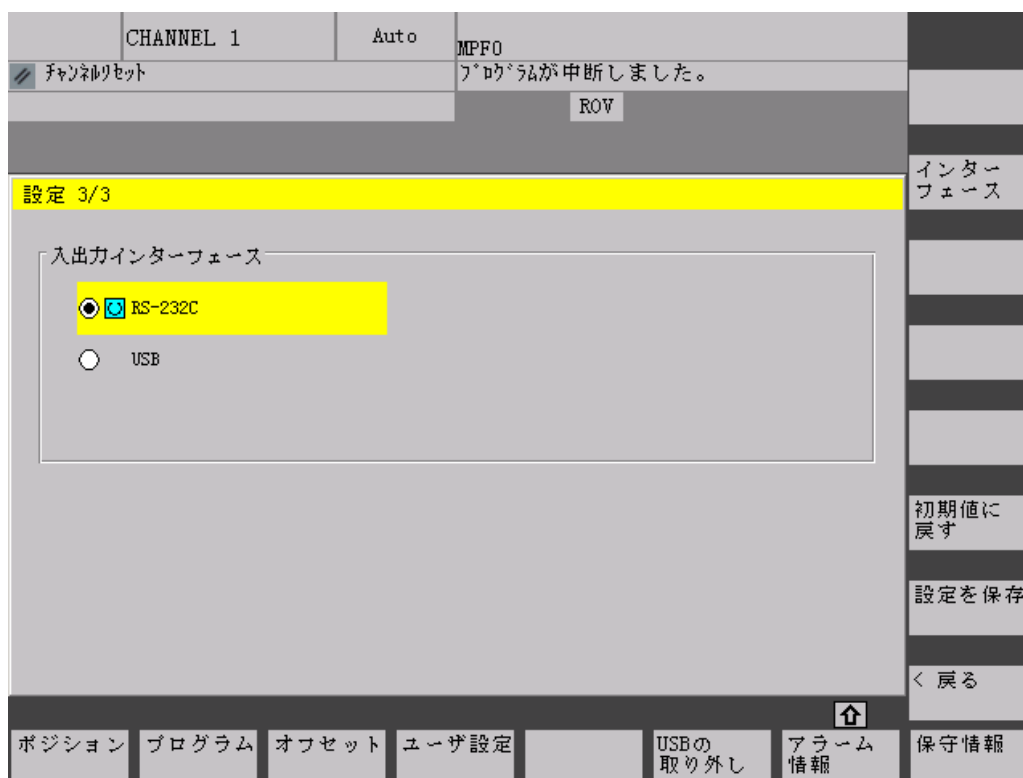 CHANNEL 1
Auto
MPF0
チャンネルリセット
プログラムが中断しました。
ROV
インター
フェース
設定 3/3
入出力インターフェース
RS-232C
USB
初期値に
戻す
設定を保存
< 戻る
ポジション
プログラム
オフセット
ユーザ設定
USBの
取り外し
アラーム
情報
保守情報